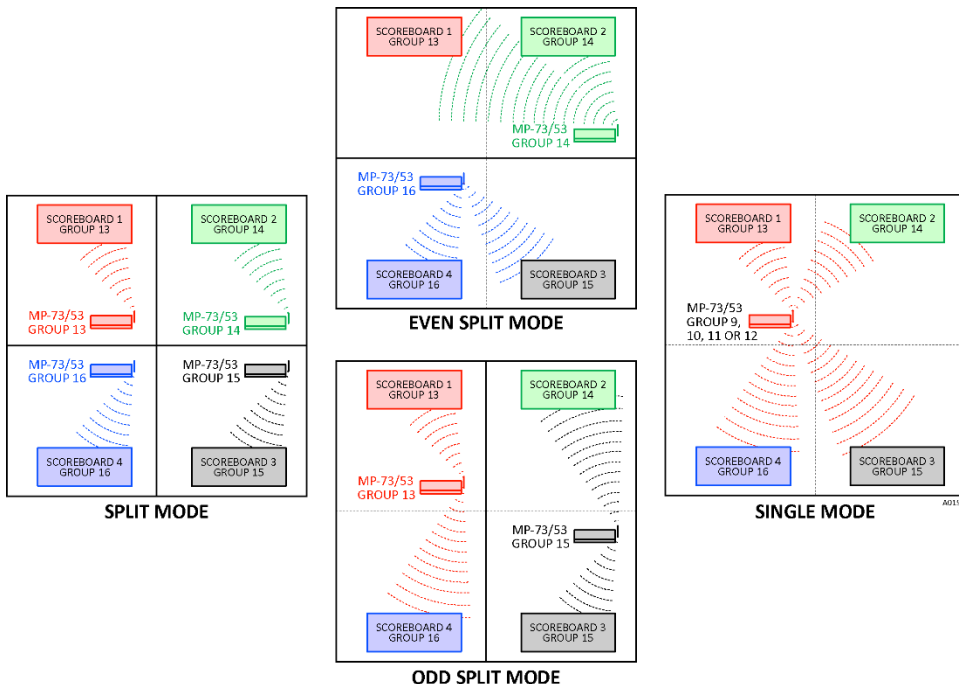 SCOREBOARD 1
GROUP 13
SCOREBOARD 2
GROUP 14
MP-73/53
GROUP 14
MP-73/53
GROUP 16
SCOREBOARD 4
GROUP 16
SCOREBOARD 3
GROUP 15
EVEN SPLIT MODE
SCOREBOARD 1
GROUP 13
SCOREBOARD 2
GROUP 14
MP-73/53
GROUP 13
MP-73/53
GROUP 14
MP-73/53
GROUP 16
MP-73/53
GROUP 15
SCOREBOARD 4
GROUP 16
SCOREBOARD 3
GROUP 15
SPLIT MODE
SCOREBOARD 1
GROUP 13
SCOREBOARD 2
GROUP 14
MP-73/53
GROUP 13
MP-73/53
GROUP 15
SCOREBOARD 4
GROUP 16
SCOREBOARD 3
GROUP 15
ODD SPLIT MODE
SCOREBOARD 1
GROUP 13
SCOREBOARD 2
GROUP 14
MP-73/53
GROUP 9,
10, 11 OR 12
SCOREBOARD 4
GROUP 16
SCOREBOARD 3
GROUP 15
SINGLE MODE